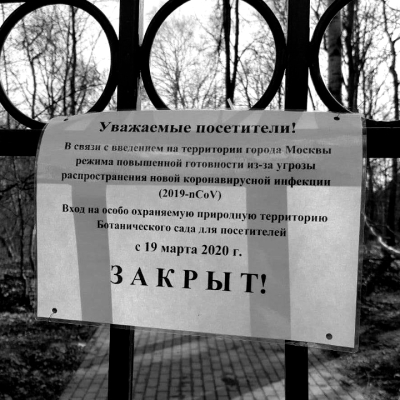 Уважаемые посетители!
В связи с введением на территории города Москвы
режима повышенной готовности из-за угрозы
распространения новой коронавирусной инфекции
(2019-nCoV)
Вход на особо охраняемую природную территорию
Ботанического сада для посетителей
с 19 марта 2020 г.
ЗАКРЫТ!